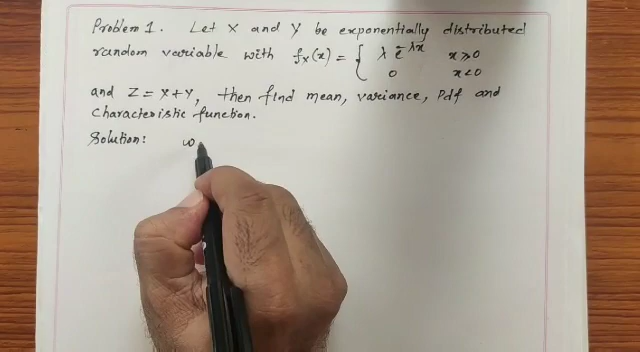 Problem 1. Let X and Y be exponentially distributed
random variable with fₓ(x) = { λ e^-λx x ≥ 0
0 x < 0
and Z = X+Y, then find mean, variance, Pdf and
characteristic function.
Solution: w